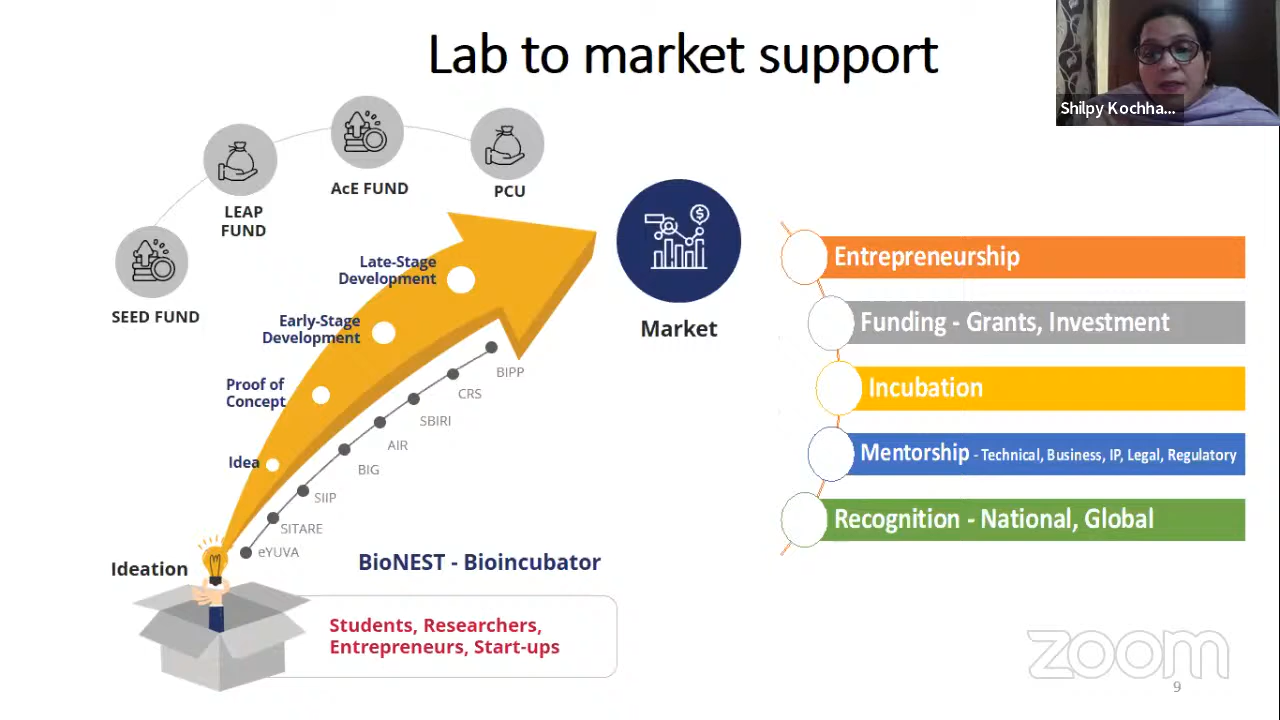 Lab to market support
Shilpy Kochha...
AcE FUND
PCU
LEAP
FUND
SEED FUND
Late-Stage
Development
Early-Stage
Development
Proof of
Concept
Idea
Ideation
Market
BIPP
CRS
SBIRI
AIR
BIG
SIIP
SITARE
eYUVA
BioNEST - Bioincubator
Students, Researchers,
Entrepreneurs, Start-ups
Entrepreneurship
Funding - Grants, Investment
Incubation
Mentorship - Technical, Business, IP, Legal, Regulatory
Recognition - National, Global
zoom
9